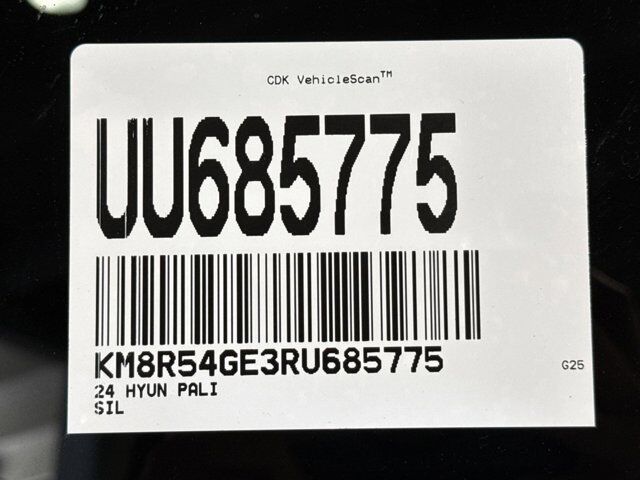 CDK VehicleScan™
UU685775
KM8R54GE3RU685775
G25
24 HYUN PALI
SIL